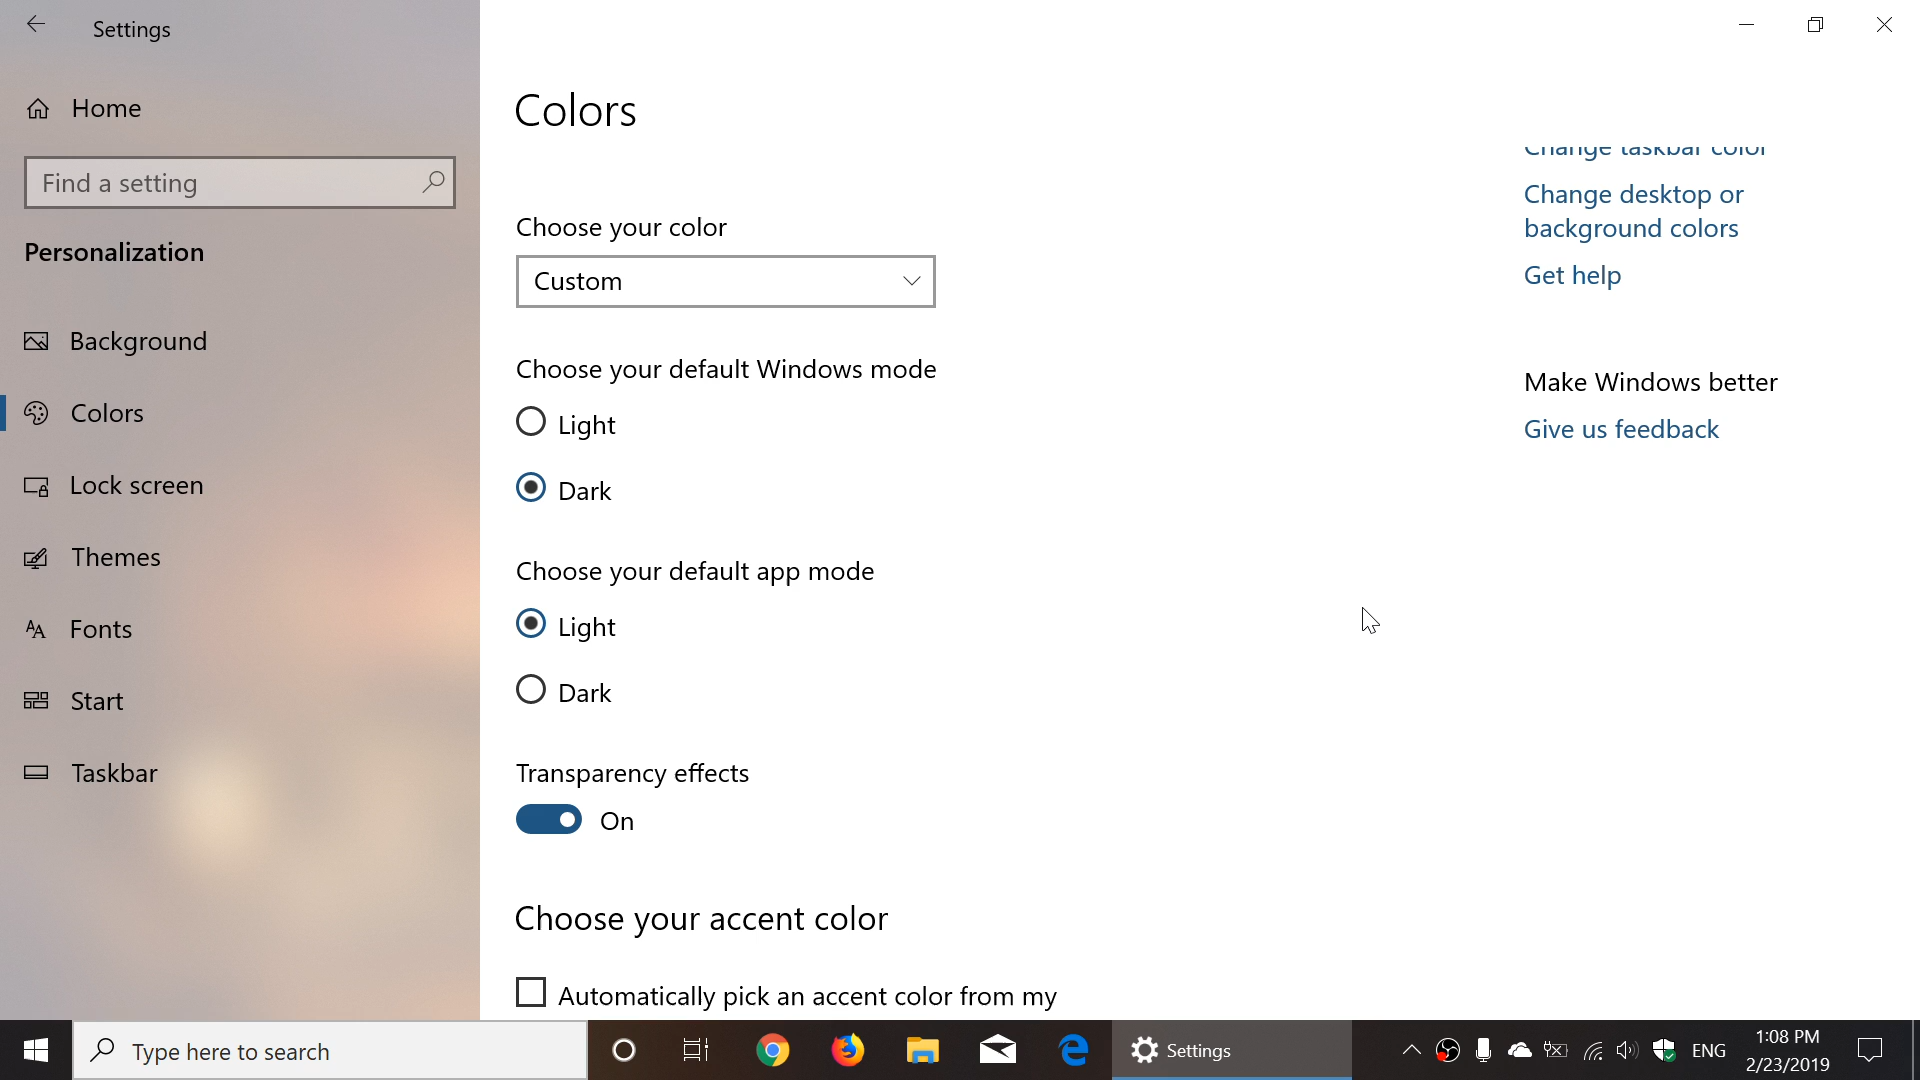 Settings
Home
Find a setting
Personalization
Background
Colors
Lock screen
Themes
Fonts
Start
Taskbar
Colors
Choose your color
Custom
Choose your default Windows mode
Light
Dark
Choose your default app mode
Light
Dark
Transparency effects
On
Choose your accent color
Automatically pick an accent color from my
Change taskbar color
Change desktop or
background colors
Get help
Make Windows better
Give us feedback
Type here to search
Settings
ENG
1:08 PM
2/23/2019